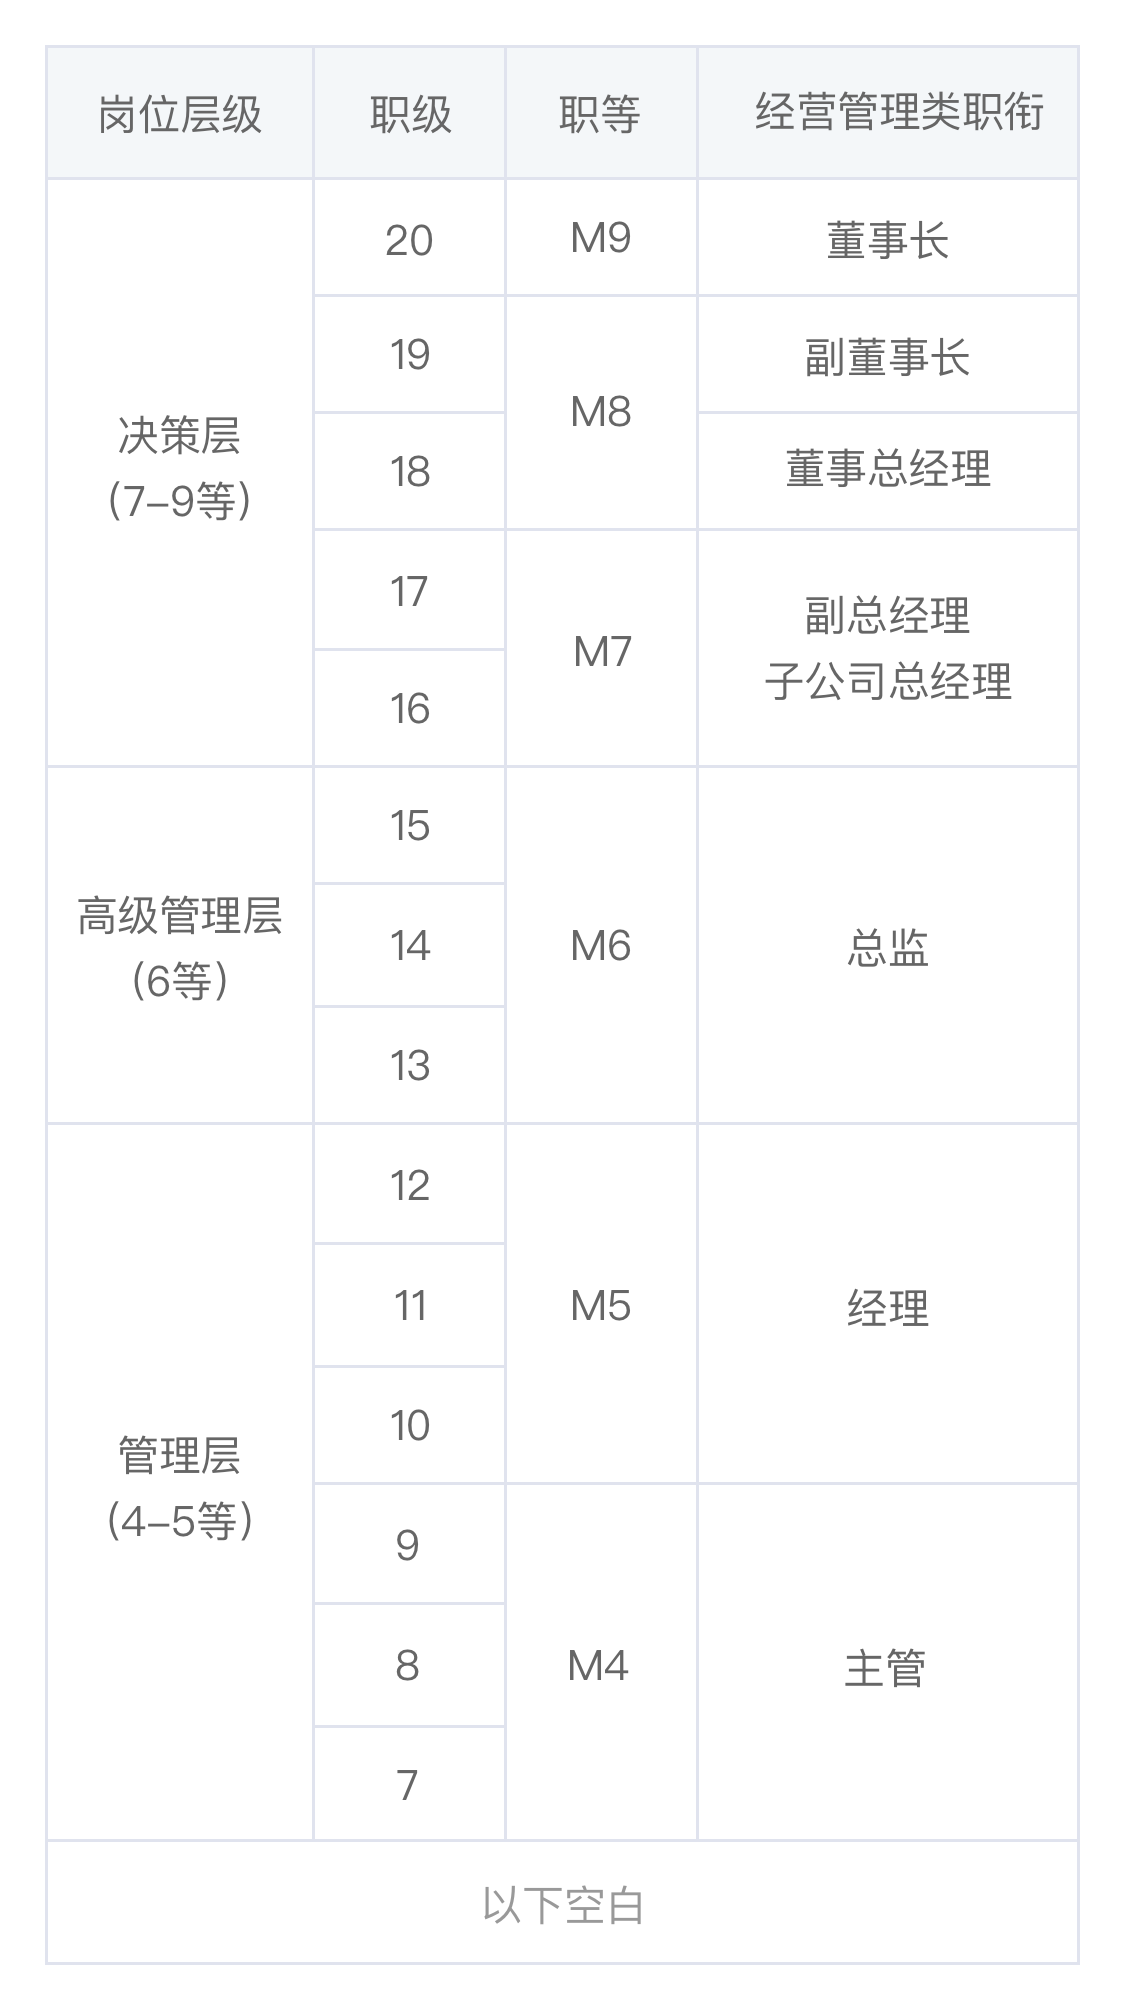 岗位层级 职级 职等 经营管理类职衔
决策层
(7–9等)
20 M9 董事长
19 M8 副董事长
18 董事总经理
17 M7 副总经理
子公司总经理
16
高级管理层
(6等)
15
14 M6 总监
13
管理层
(4–5等)
12
11 M5 经理
10
9
8 M4 主管
7
以下空白